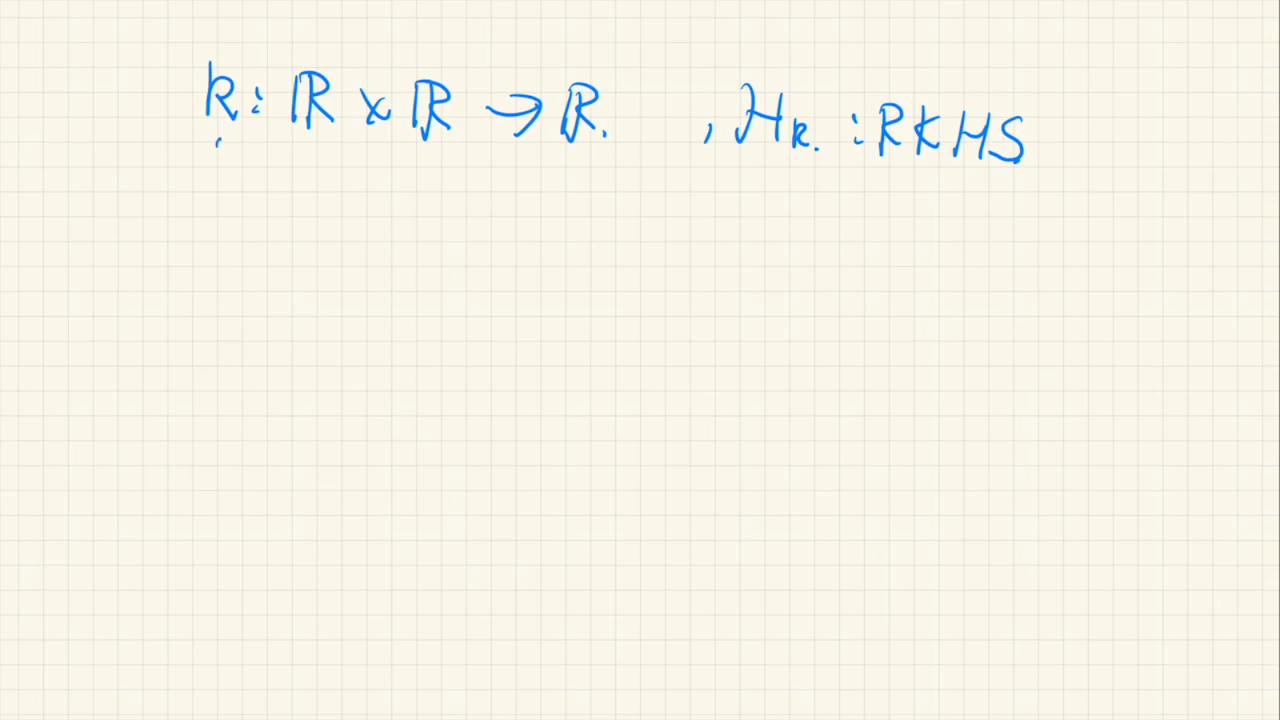 k : ℝ × ℝ → ℝ. , ℋₖ. : RKHS